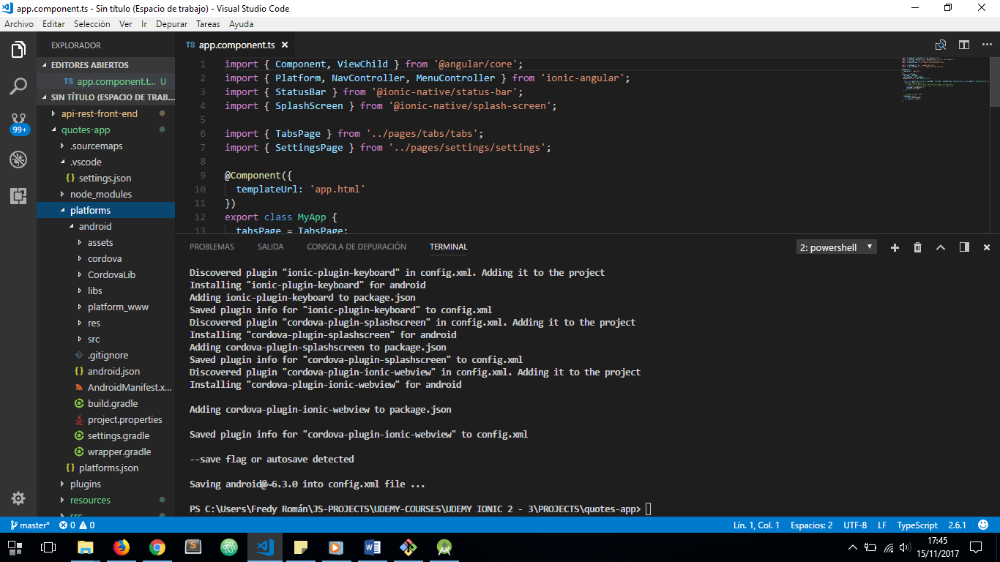 app.component.ts - Sin título (Espacio de trabajo) - Visual Studio Code
Archivo Editar Selección Ver Ir Depurar Tareas Ayuda
EXPLORADOR
EDITORES ABIERTOS
TS app.component.t... U
SIN TÍTULO (ESPACIO DE TRAB...
api-rest-front-end
quotes-app
.sourcemaps
.vscode
{} settings.json
node_modules
platforms
android
assets
cordova
CordovaLib
libs
platform_www
res
src
.gitignore
{} android.json
AndroidManifest.x...
build.gradle
project.properties
settings.gradle
wrapper.gradle
{} platforms.json
plugins
resources
src
99+
TS app.component.ts
1 import { Component, ViewChild } from '@angular/core';
2 import { Platform, NavController, MenuController } from 'ionic-angular';
3 import { StatusBar } from '@ionic-native/status-bar';
4 import { SplashScreen } from '@ionic-native/splash-screen';
5
6 import { TabsPage } from '../pages/tabs/tabs';
7 import { SettingsPage } from '../pages/settings/settings';
8
9 @Component({
10 templateUrl: 'app.html'
11 })
12 export class MyApp {
13 tabsPage = TabsPage;
PROBLEMAS SALIDA CONSOLA DE DEPURACIÓN TERMINAL
2: powershell
Discovered plugin "ionic-plugin-keyboard" in config.xml. Adding it to the project
Installing "ionic-plugin-keyboard" for android
Adding ionic-plugin-keyboard to package.json
Saved plugin info for "ionic-plugin-keyboard" to config.xml
Discovered plugin "cordova-plugin-splashscreen" in config.xml. Adding it to the project
Installing "cordova-plugin-splashscreen" for android
Adding cordova-plugin-splashscreen to package.json
Saved plugin info for "cordova-plugin-splashscreen" to config.xml
Discovered plugin "cordova-plugin-ionic-webview" in config.xml. Adding it to the project
Installing "cordova-plugin-ionic-webview" for android
Adding cordova-plugin-ionic-webview to package.json
Saved plugin info for "cordova-plugin-ionic-webview" to config.xml
--save flag or autosave detected
Saving android@~6.3.0 into config.xml file ...
PS C:\Users\Fredy Román\JS-PROJECTS\UDEMY-COURSES\UDEMY IONIC 2 - 3\PROJECTS\quotes-app>
master* 0 0
Lín. 1, Col. 1 Espacios: 2 UTF-8 LF TypeScript 2.6.1
17:45
15/11/2017